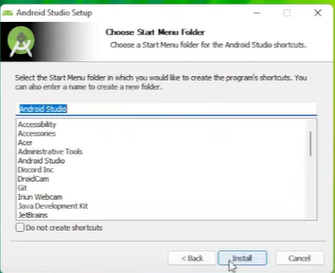 Android Studio Setup
Choose Start Menu Folder
Choose a Start Menu folder for the Android Studio shortcuts.
Select the Start Menu folder in which you would like to create the program's shortcuts. You
can also enter a name to create a new folder.
Android Studio
Accessibility
Accessories
Acer
Administrative Tools
Android Studio
Discord Inc
DroidCam
Git
Iriun Webcam
Java Development Kit
JetBrains
Do not create shortcuts
< Back
Install
Cancel